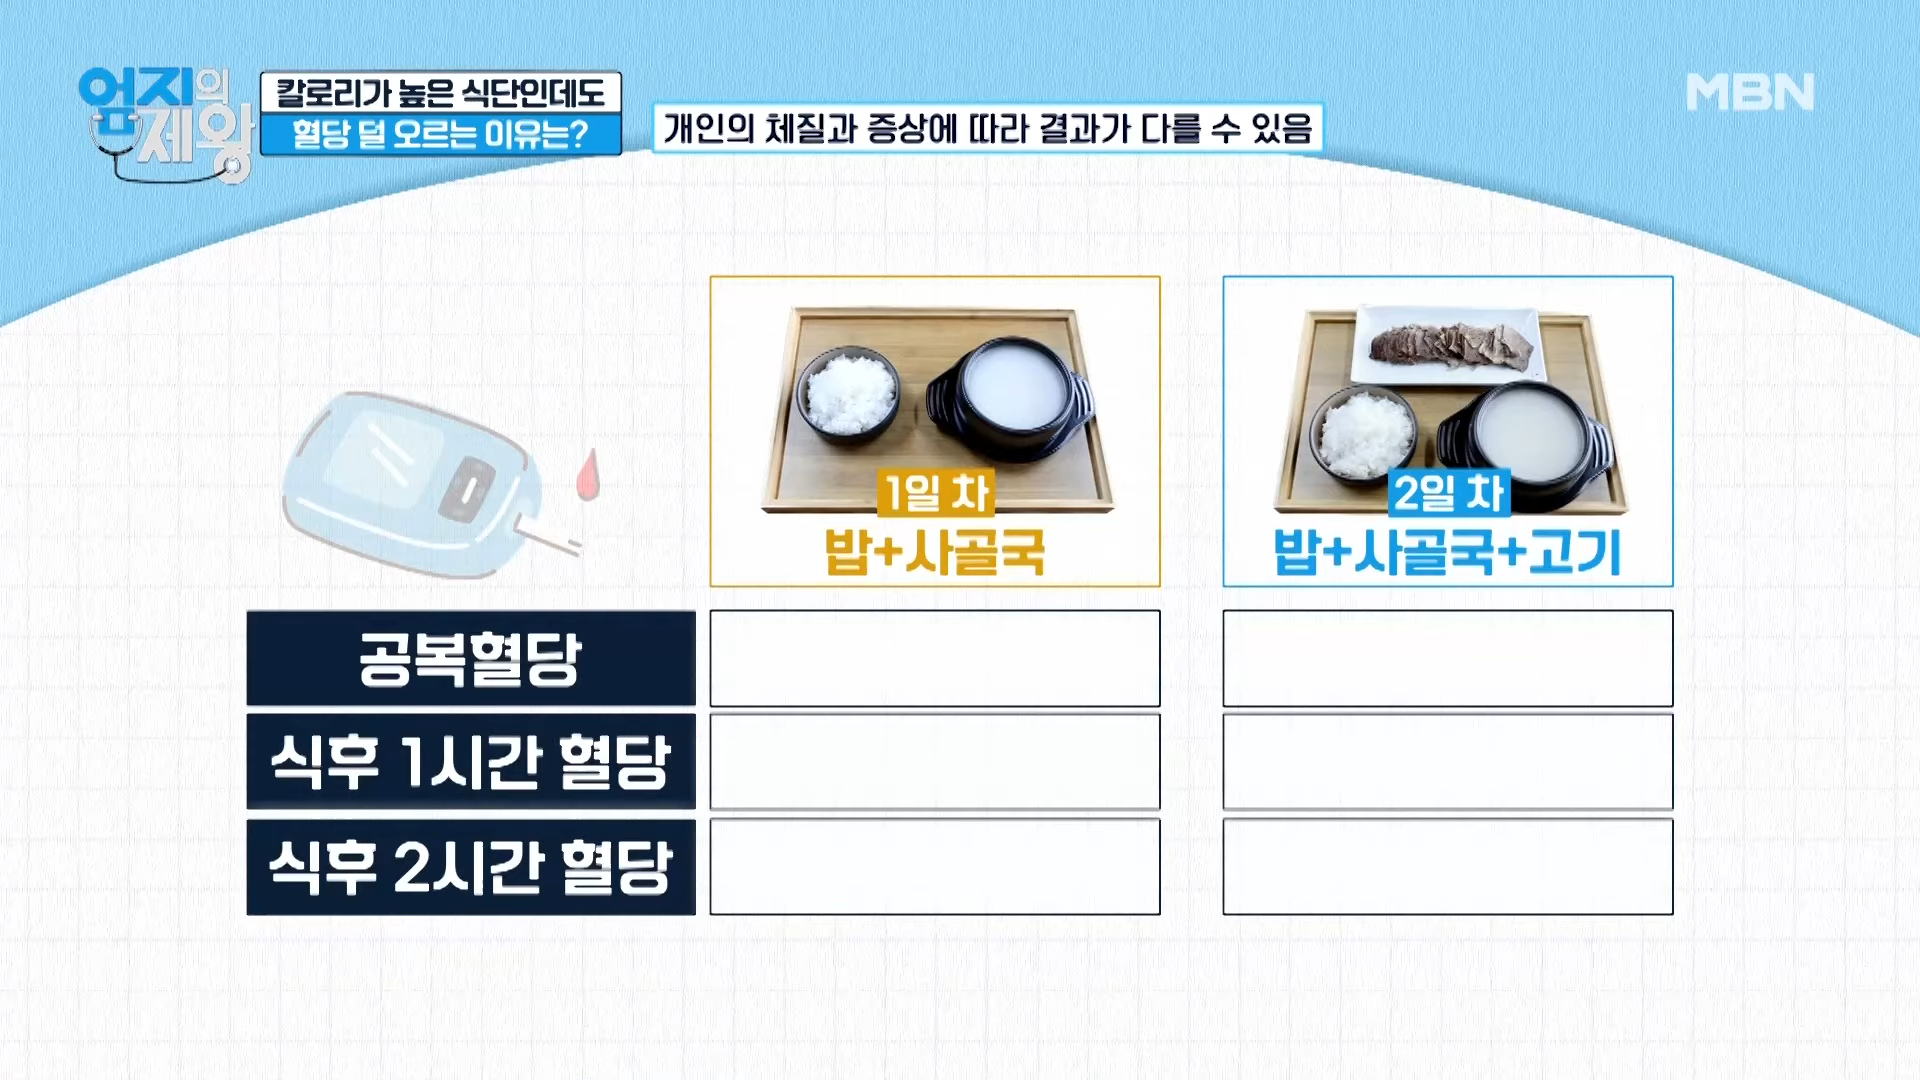 엄지의 제왕
칼로리가 높은 식단인데도
혈당 덜 오르는 이유는?
개인의 체질과 증상에 따라 결과가 다를 수 있음
MBN
1일 차
밥+사골국
2일 차
밥+사골국+고기
공복혈당
식후 1시간 혈당
식후 2시간 혈당